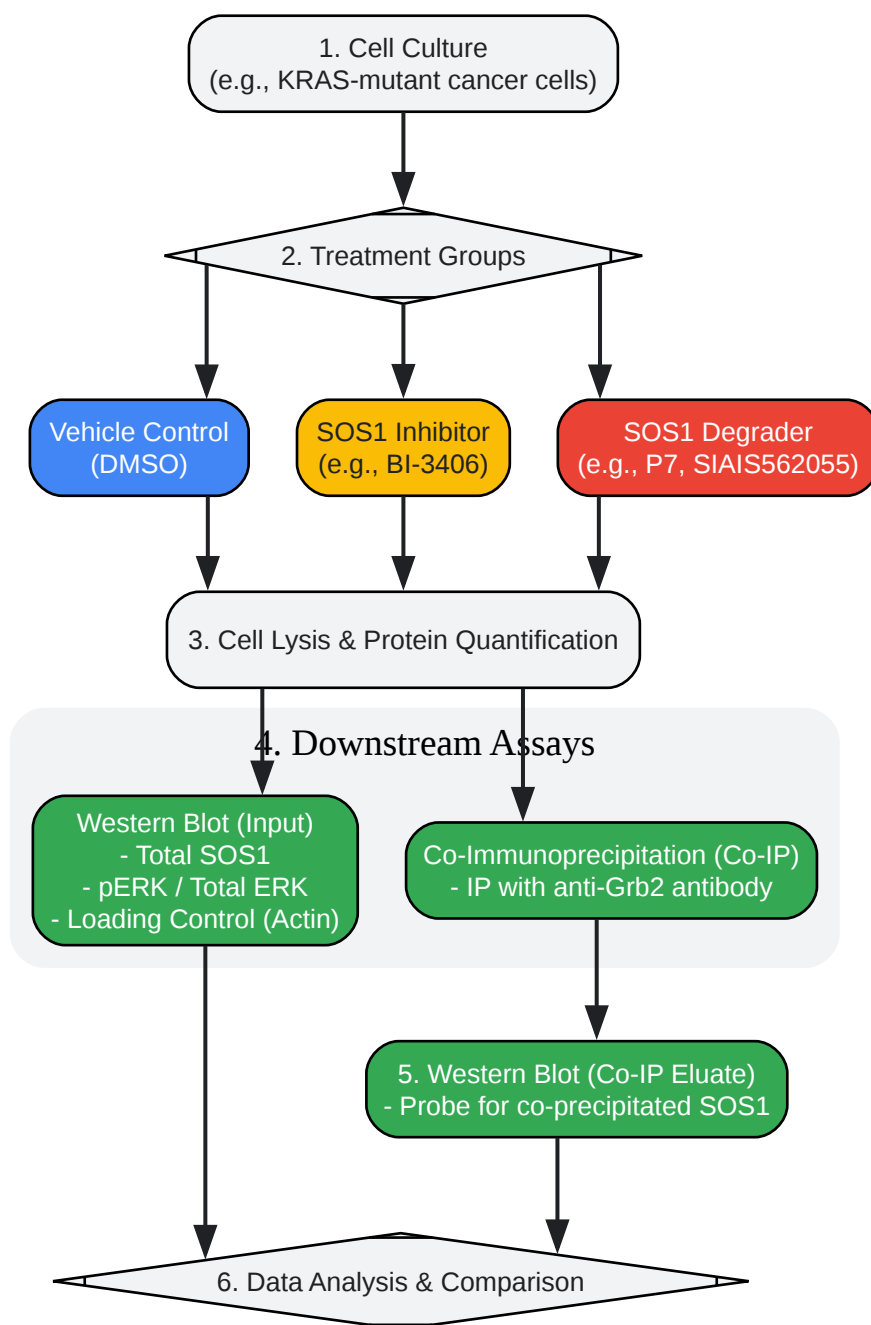 1. Cell Culture
(e.g., KRAS-mutant cancer cells)
2. Treatment Groups
Vehicle Control
(DMSO)
SOS1 Inhibitor
(e.g., BI-3406)
SOS1 Degrader
(e.g., P7, SIAIS562055)
3. Cell Lysis & Protein Quantification
4. Downstream Assays
Western Blot (Input)
- Total SOS1
- pERK / Total ERK
- Loading Control (Actin)
Co-Immunoprecipitation (Co-IP)
- IP with anti-Grb2 antibody
5. Western Blot (Co-IP Eluate)
- Probe for co-precipitated SOS1
6. Data Analysis & Comparison